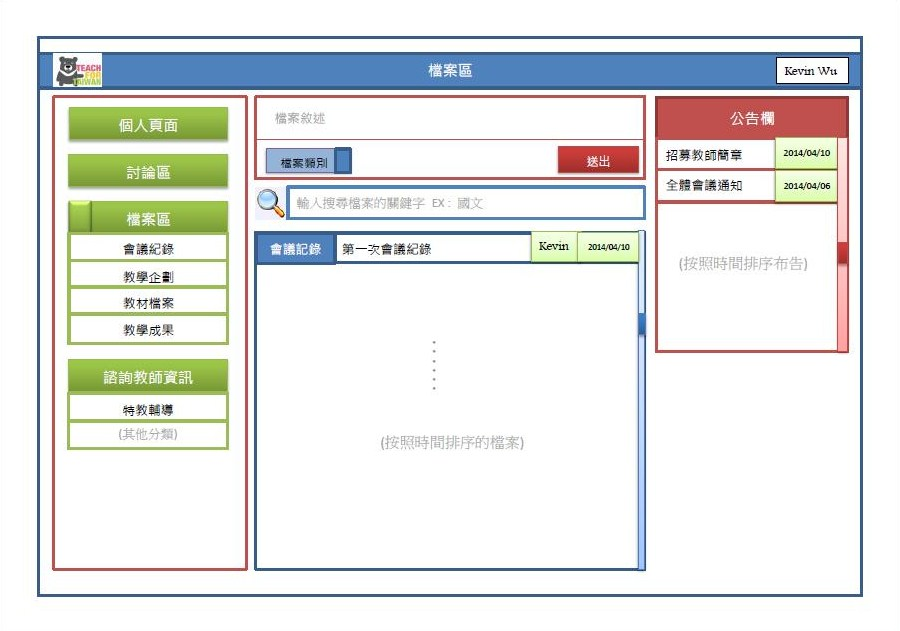 TEACH
FOR
TAIWAN
檔案區
Kevin Wu
個人頁面
討論區
檔案區
會議紀錄
教學企劃
教材檔案
教學成果
諮詢教師資訊
特教輔導
(其他分類)
檔案敘述
檔案類別
送出
輸入搜尋檔案的關鍵字 EX : 國文
會議記錄 第一次會議紀錄 Kevin 2014/04/10
(按照時間排序的檔案)
公告欄
招募教師簡章 2014/04/10
全體會議通知 2014/04/06
(按照時間排序布告)